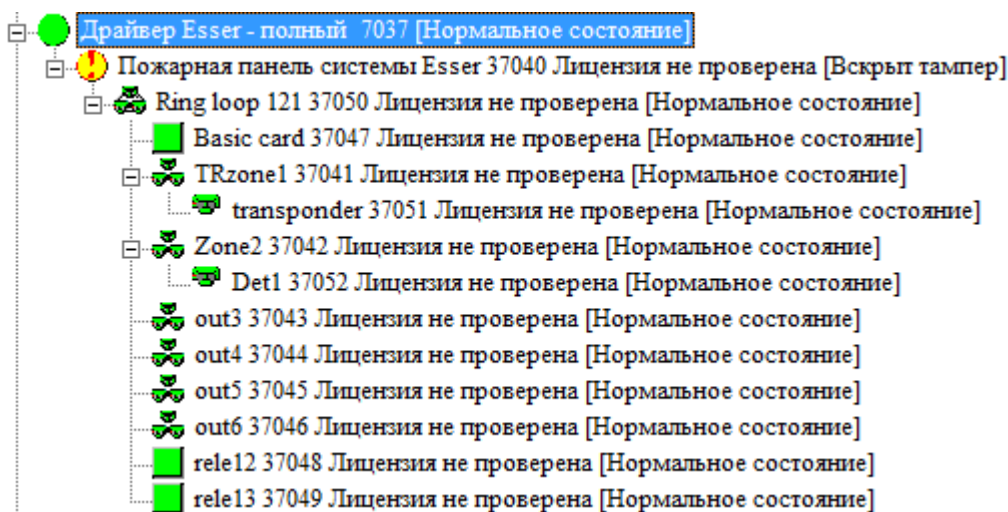 Драйвер Esser - полный 7037 [Нормальное состояние]
Пожарная панель системы Esser 37040 Лицензия не проверена [Вскрыт тампер]
Ring loop 121 37050 Лицензия не проверена [Нормальное состояние]
Basic card 37047 Лицензия не проверена [Нормальное состояние]
TRzone1 37041 Лицензия не проверена [Нормальное состояние]
transponder 37051 Лицензия не проверена [Нормальное состояние]
Zone2 37042 Лицензия не проверена [Нормальное состояние]
Det1 37052 Лицензия не проверена [Нормальное состояние]
out3 37043 Лицензия не проверена [Нормальное состояние]
out4 37044 Лицензия не проверена [Нормальное состояние]
out5 37045 Лицензия не проверена [Нормальное состояние]
out6 37046 Лицензия не проверена [Нормальное состояние]
rele12 37048 Лицензия не проверена [Нормальное состояние]
rele13 37049 Лицензия не проверена [Нормальное состояние]